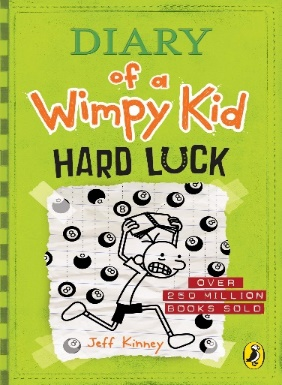 DIARY
of a
Wimpy Kid
HARD LUCK
OVER
250 MILLION
BOOKS SOLD
Jeff Kinney